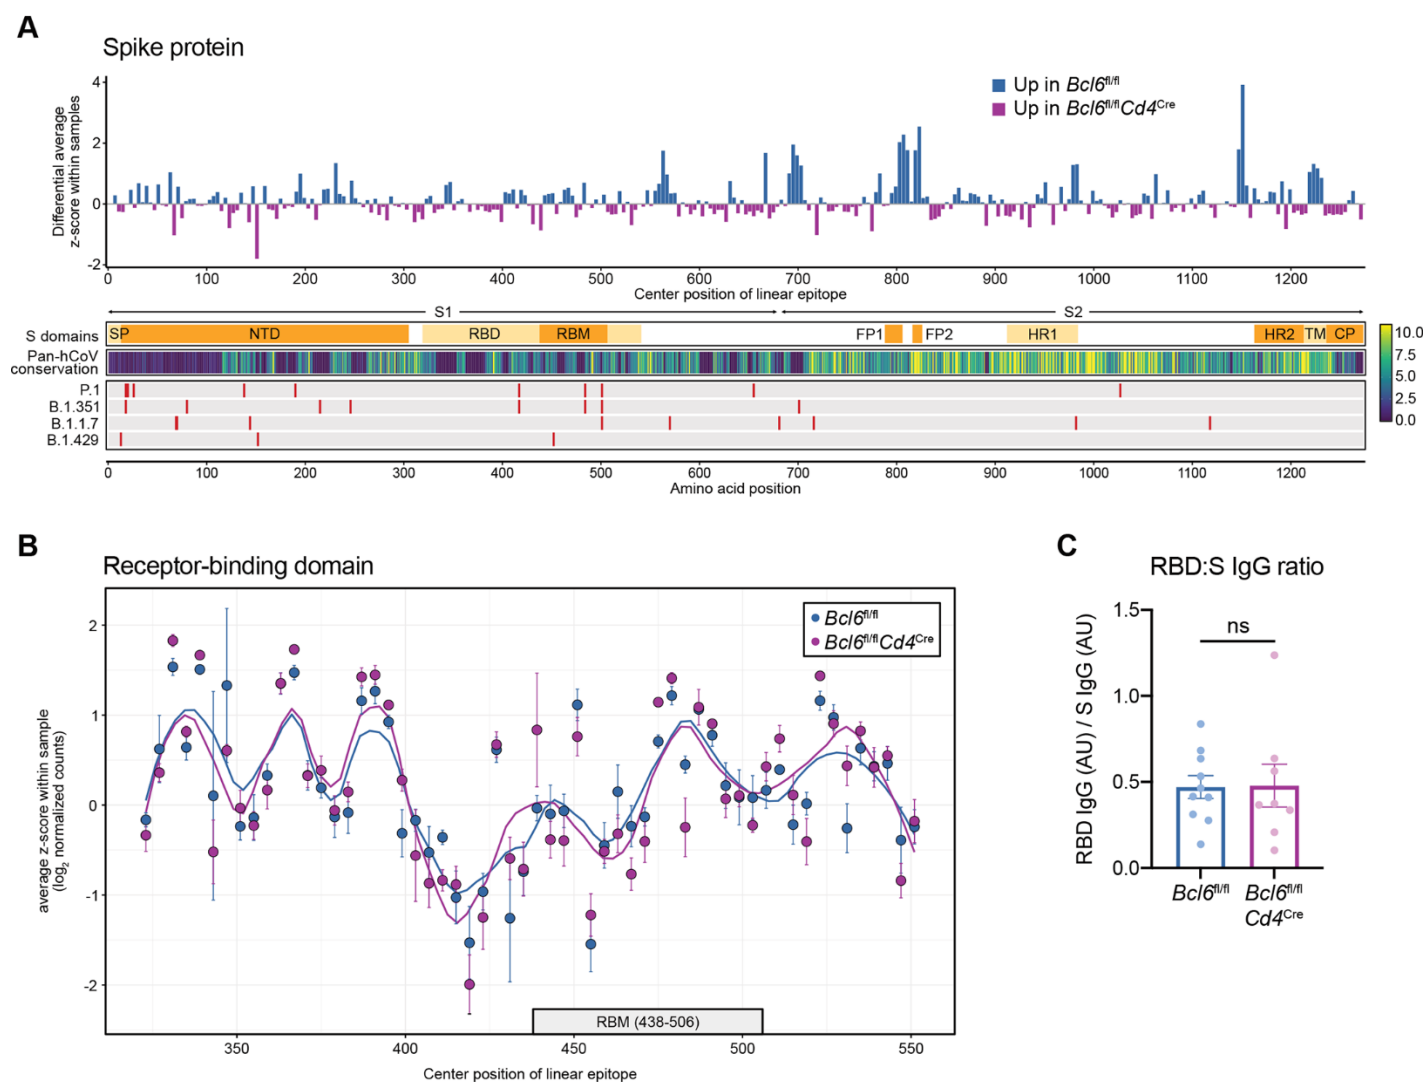 A
Spike protein
Differential average
z-score within samples
4
2
0
-2
Up in Bcl6fl/fl
Up in Bcl6fl/flCd4Cre
0 100 200 300 400 500 600 700 800 900 1000 1100 1200
Center position of linear epitope
S1 S2
S domains SP NTD RBD RBM FP1 FP2 HR1 HR2 TM CP
Pan-hCoV
conservation
10.0
7.5
5.0
2.5
0.0
P.1
B.1.351
B.1.1.7
B.1.429
0 100 200 300 400 500 600 700 800 900 1000 1100 1200
Amino acid position
B
Receptor-binding domain
average z-score within sample
(log2 normalized counts)
2
1
0
-1
-2
Bcl6fl/fl
Bcl6fl/flCd4Cre
RBM (438-506)
350 400 450 500 550
Center position of linear epitope
C
RBD:S IgG ratio
RBD IgG (AU) / S IgG (AU)
1.5
1.0
0.5
0.0
ns
Bcl6fl/fl Bcl6fl/fl
Cd4Cre